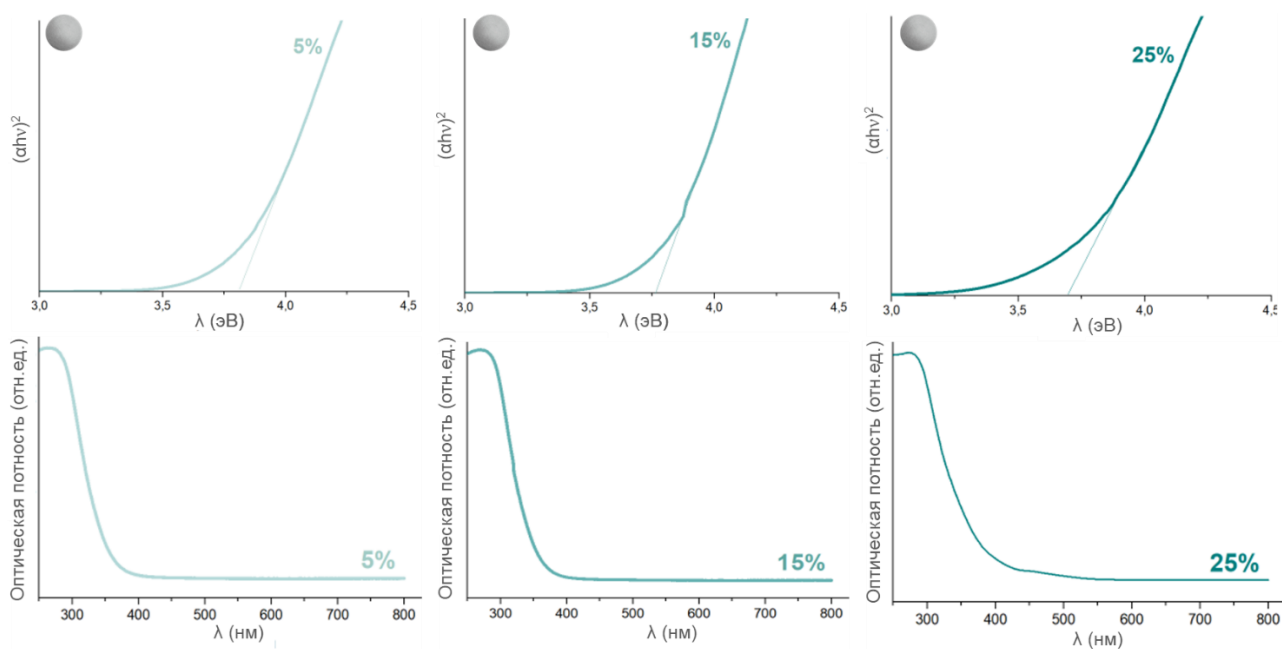 5%
(αhν)²
3,0 3,5 4,0 4,5
λ (эВ)
15%
(αhν)²
3,0 3,5 4,0 4,5
λ (эВ)
25%
(αhν)²
3,0 3,5 4,0 4,5
λ (эВ)
Оптическая потность (отн.ед.)
5%
300 400 500 600 700 800
λ (нм)
Оптическая потность (отн.ед.)
15%
300 400 500 600 700 800
λ (нм)
Оптическая потность (отн.ед.)
25%
300 400 500 600 700 800
λ (нм)